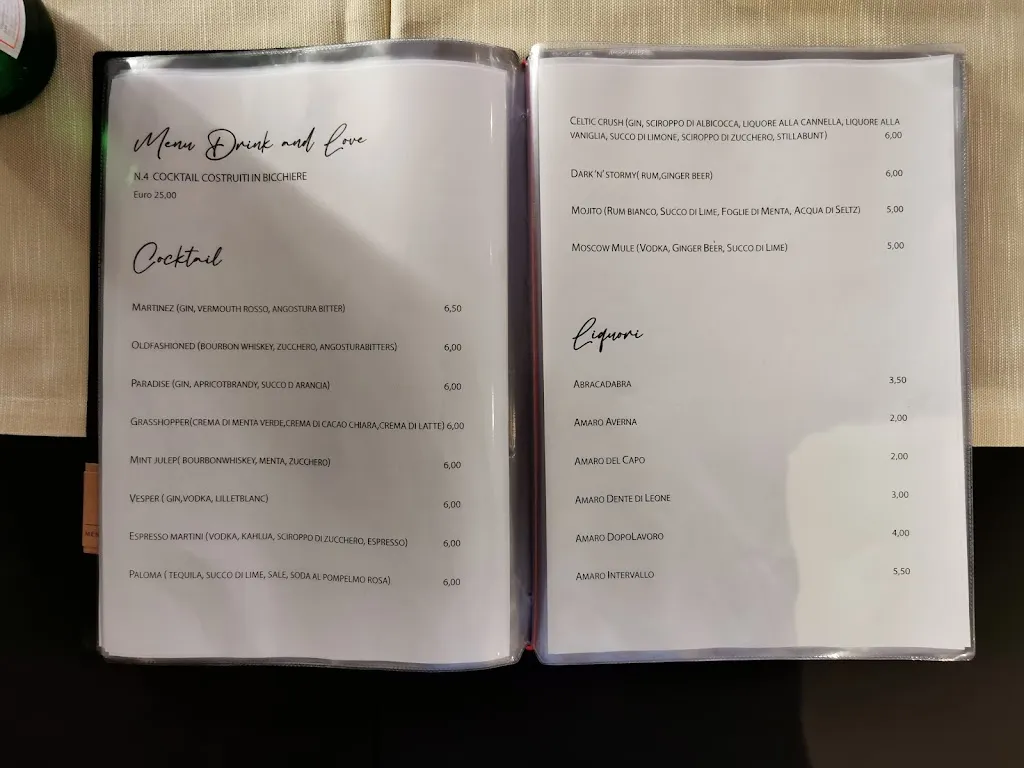 Menu Drink and Love
N.4 COCKTAIL COSTRUITI IN BICCHIERE
Euro 25,00
Cocktail
MARTINEZ (GIN, VERMOUTH ROSSO, ANGOSTURA BITTER) 6,50
OLDFASHIONED (BOURBON WHISKEY, ZUCCHERO, ANGOSTURABITTERS) 6,00
PARADISE (GIN, APRICOTBRANDY, SUCCO D ARANCIA) 6,00
GRASSHOPPER(CREMA DI MENTA VERDE,CREMA DI CACAO CHIARA,CREMA DI LATTE) 6,00
MINT JULEP( BOURBONWHISKEY, MENTA, ZUCCHERO) 6,00
VESPER ( GIN,VODKA, LILLETBLANC) 6,00
ESPRESSO MARTINI (VODKA, KAHLUA, SCIROPPO DI ZUCCHERO, ESPRESSO) 6,00
PALOMA ( TEQUILA, SUCCO DI LIME, SALE, SODA AL POMPELMO ROSA) 6,00
CELTIC CRUSH (GIN, SCIROPPO DI ALBICOCCA, LIQUORE ALLA CANNELLA, LIQUORE ALLA
VANIGLIA, SUCCO DI LIMONE, SCIROPPO DI ZUCCHERO, STILLABUNT) 6,00
DARK 'N' STORMY( RUM,GINGER BEER) 6,00
MOJITO (RUM BIANCO, SUCCO DI LIME, FOGLIE DI MENTA, ACQUA DI SELTZ) 5,00
MOSCOW MULE (VODKA, GINGER BEER, SUCCO DI LIME) 5,00
Liquori
ABRACADABRA 3,50
AMARO AVERNA 2,00
AMARO DEL CAPO 2,00
AMARO DENTE DI LEONE 3,00
AMARO DOPOLAVORO 4,00
AMARO INTERVALLO 5,50